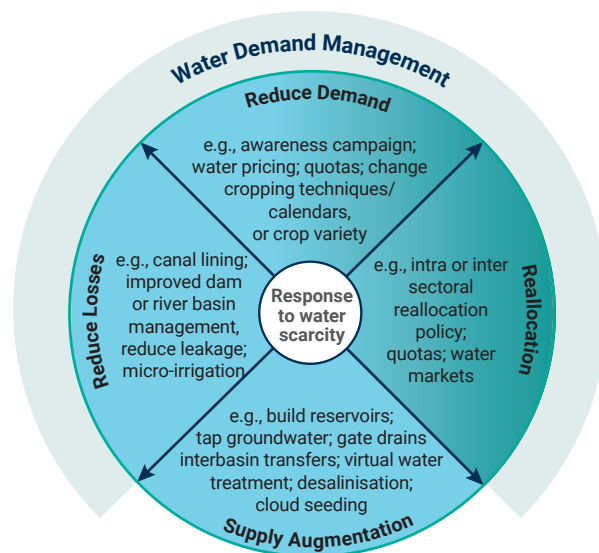 Water Demand Management
Reduce Demand
e.g., awareness campaign;
water pricing; quotas; change
cropping techniques/
calendars,
or crop variety
Reduce Losses
e.g., canal lining;
improved dam
or river basin
management,
reduce leakage;
micro-irrigation
Response
to water
scarcity
e.g., intra or inter
sectoral
reallocation
policy;
quotas; water
markets
Reallocation
e.g., build reservoirs;
tap groundwater; gate drains
interbasin transfers; virtual water
treatment; desalinisation;
cloud seeding
Supply Augmentation